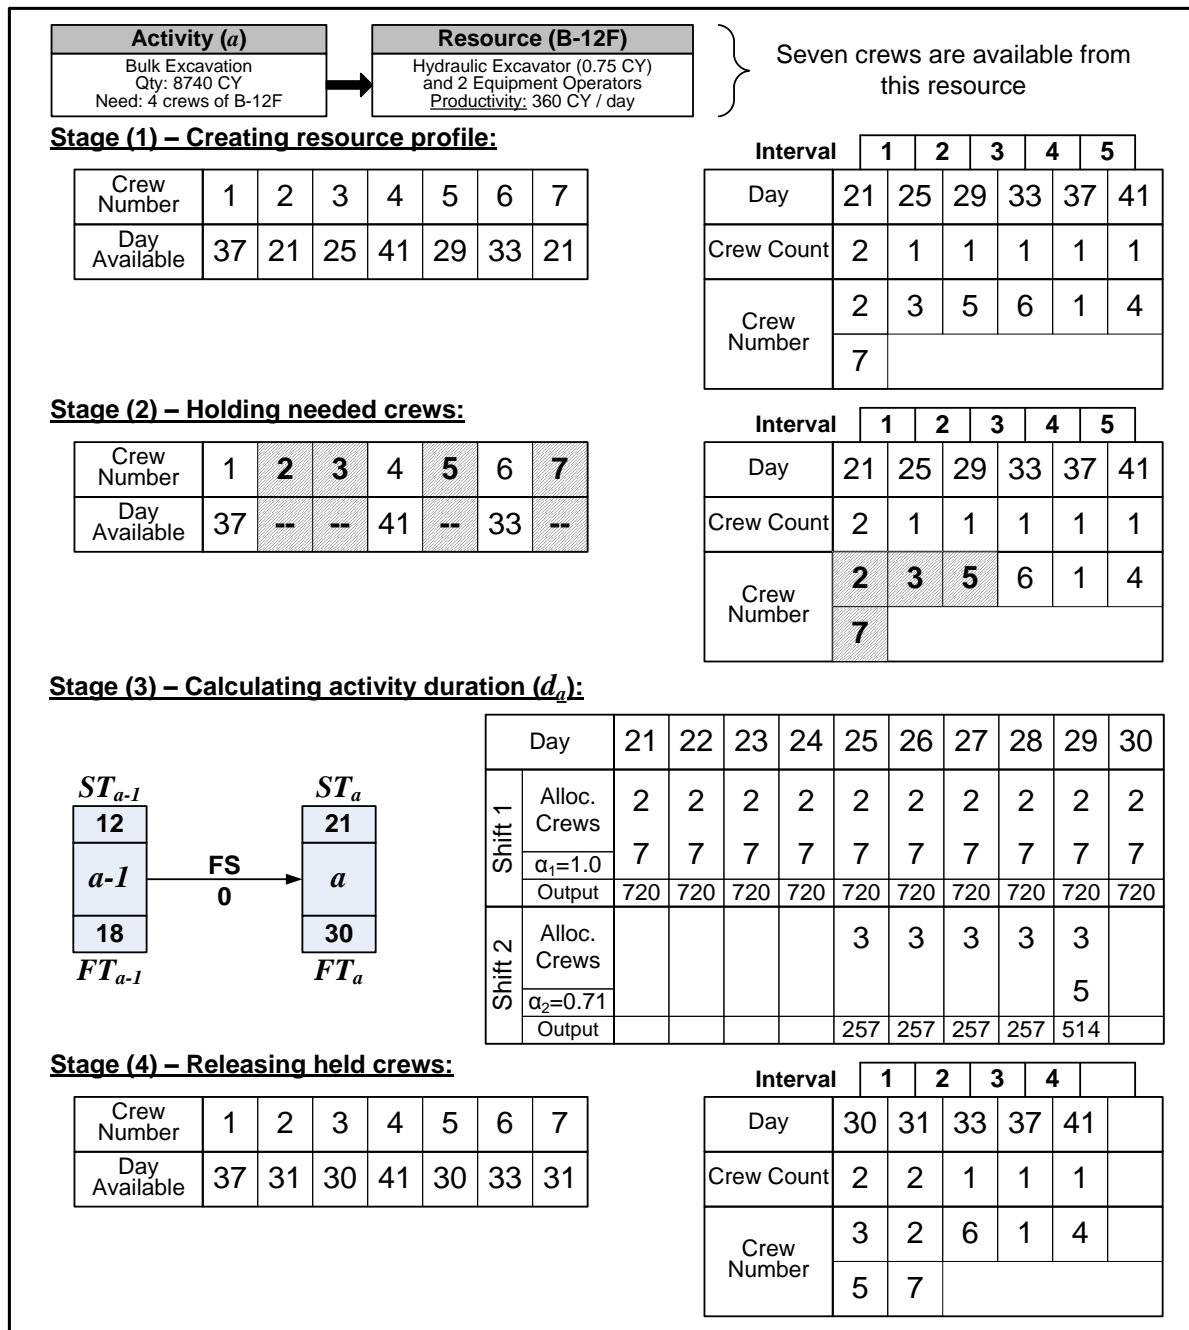 Activity (a)
Bulk Excavation
Qty: 8740 CY
Need: 4 crews of B-12F
Resource (B-12F)
Hydraulic Excavator (0.75 CY)
and 2 Equipment Operators
Productivity: 360 CY / day
Seven crews are available from
this resource
Stage (1) – Creating resource profile:
Crew Number 1 2 3 4 5 6 7
Day Available 37 21 25 41 29 33 21
Interval 1 2 3 4 5
Day 21 25 29 33 37 41
Crew Count 2 1 1 1 1 1
Crew Number 2 3 5 6 1 4
7
Stage (2) – Holding needed crews:
Crew Number 1 2 3 4 5 6 7
Day Available 37 -- -- 41 -- 33 --
Interval 1 2 3 4 5
Day 21 25 29 33 37 41
Crew Count 2 1 1 1 1 1
Crew Number 2 3 5 6 1 4
7
Stage (3) – Calculating activity duration (da):
STa-1
12
a-1
18
FTa-1
FS
0
STa
21
a
30
FTa
Day 21 22 23 24 25 26 27 28 29 30
Shift 1
Alloc. Crews 2 2 2 2 2 2 2 2 2 2
7 7 7 7 7 7 7 7 7 7
α1=1.0
Output 720 720 720 720 720 720 720 720 720 720
Shift 2
Alloc. Crews 3 3 3 3 3
5
α2=0.71
Output 257 257 257 257 514
Stage (4) – Releasing held crews:
Crew Number 1 2 3 4 5 6 7
Day Available 37 31 30 41 30 33 31
Interval 1 2 3 4
Day 30 31 33 37 41
Crew Count 2 2 1 1 1
Crew Number 3 2 6 1 4
5 7